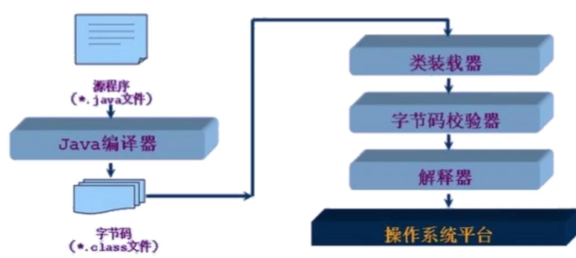 源程序
(*.java文件)
Java编译器
字节码
(*.class文件)
类装载器
字节码校验器
解释器
操作系统平台